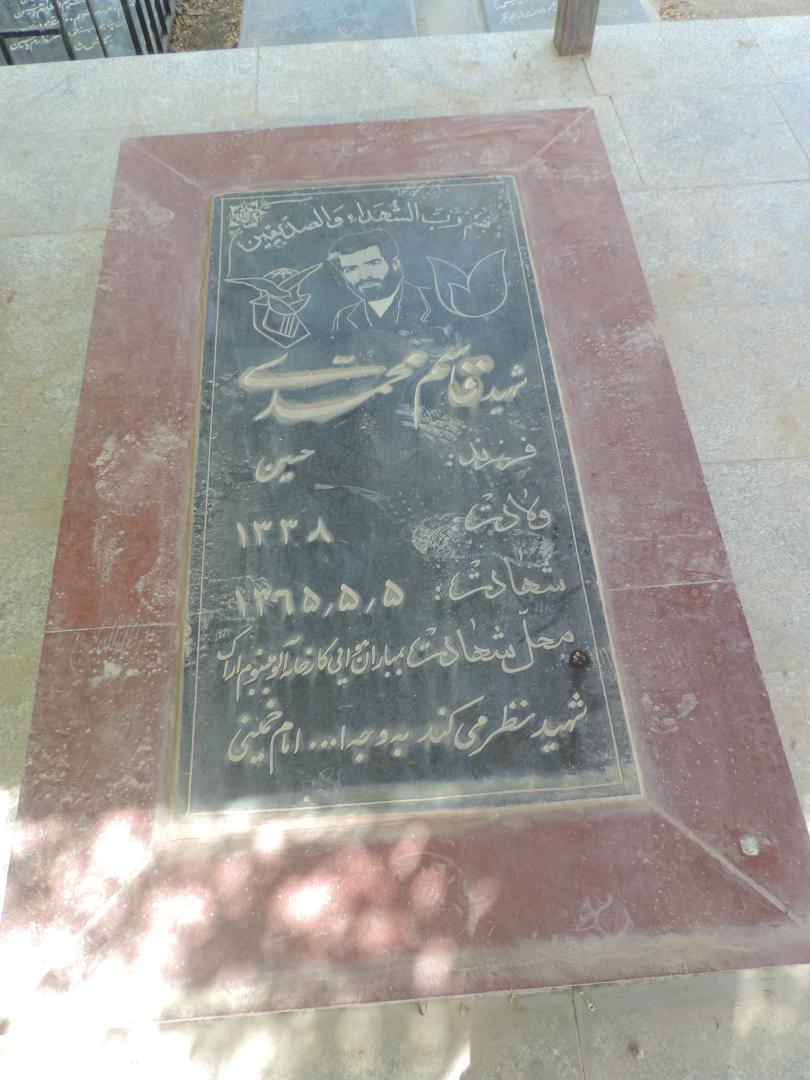 بسم رب الشهداء والصدیقین
شهید قاسم محمدی
فرزند: حسین
ولادت: ۱۳۳۸
شهادت: ۱۳۶۵٫۵٫۵
محل شهادت بمباران هوایی کارخانه آلومینیوم اراک
شهید نظر می کند به وجه ا... امام خمینی